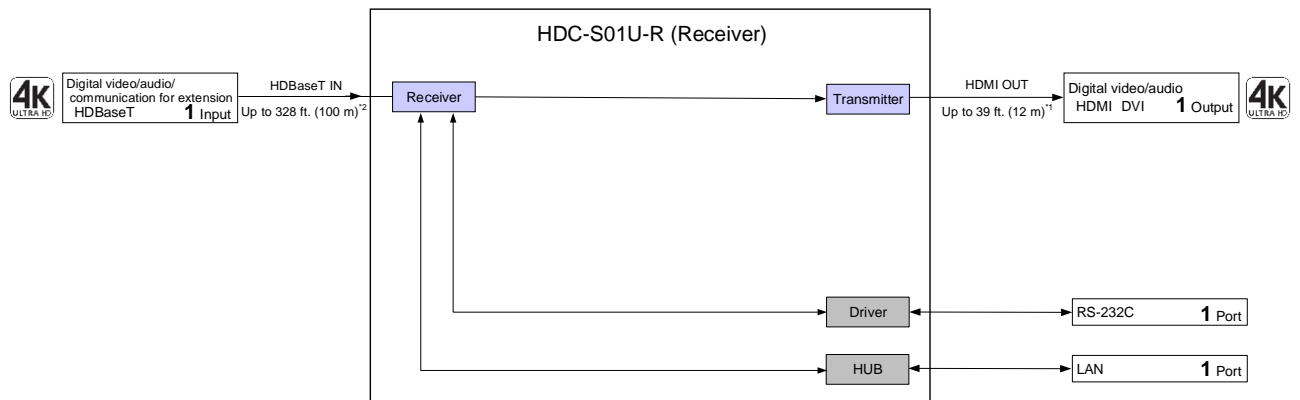 HDC-S01U-R (Receiver)
4K
ULTRA HD
Digital video/audio/
communication for extension
HDBaseT 1 Input
HDBaseT IN
Up to 328 ft. (100 m)*2
Receiver
Transmitter
HDMI OUT
Up to 39 ft. (12 m)*1
Digital video/audio
HDMI DVI 1 Output
4K
ULTRA HD
Driver
RS-232C 1 Port
HUB
LAN 1 Port